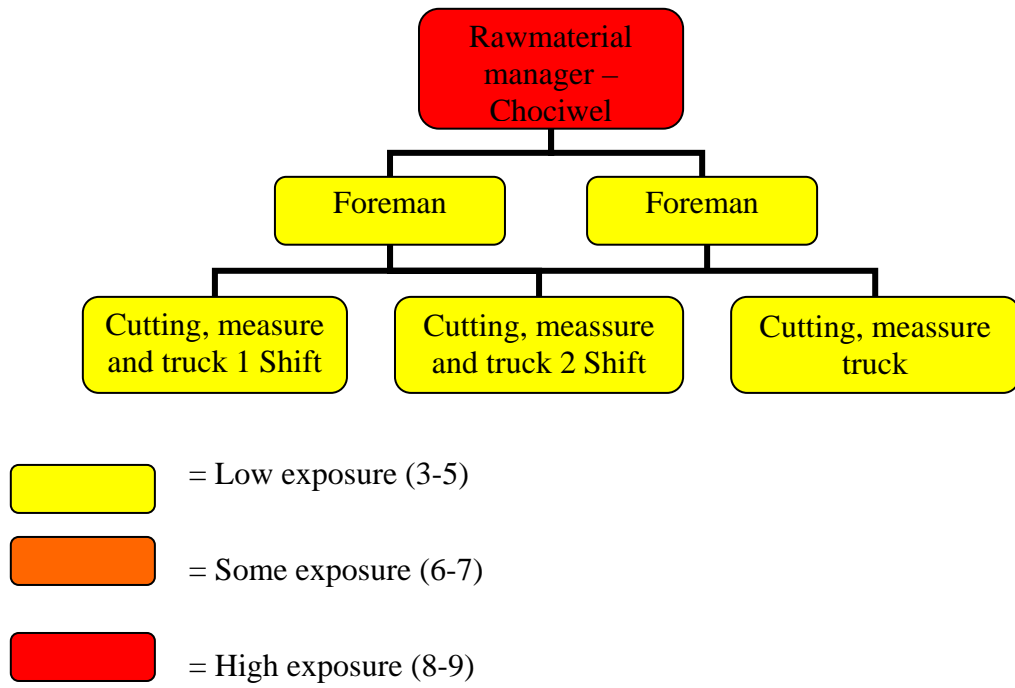 Rawmaterial
manager –
Chociwel
Foreman
Foreman
Cutting, measure
and truck 1 Shift
Cutting, meassure
and truck 2 Shift
Cutting, meassure
truck
= Low exposure (3-5)
= Some exposure (6-7)
= High exposure (8-9)